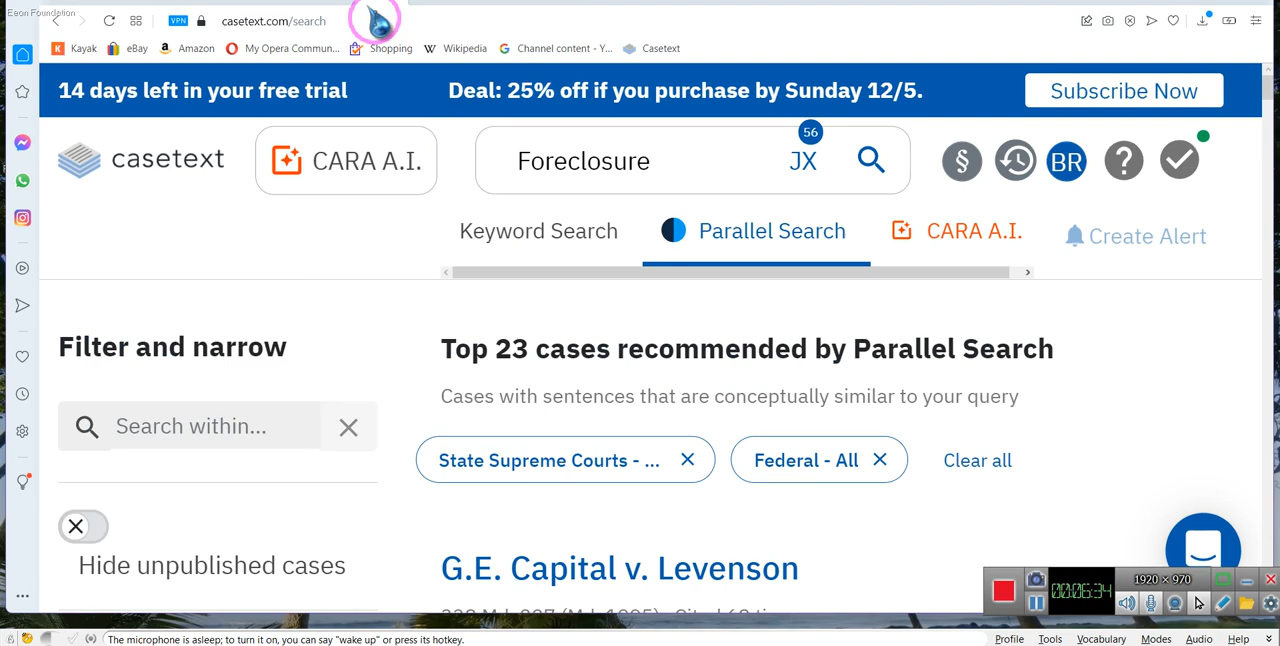 Eeon Foundation
VPN casetext.com/search
Kayak eBay Amazon My Opera Commun... Shopping Wikipedia Channel content - Y... Casetext
14 days left in your free trial Deal: 25% off if you purchase by Sunday 12/5. Subscribe Now
casetext CARA A.I. Foreclosure 56 JX § BR ?
Keyword Search Parallel Search CARA A.I. Create Alert
Filter and narrow
Top 23 cases recommended by Parallel Search
Cases with sentences that are conceptually similar to your query
Search within...
State Supreme Courts - ... Federal - All Clear all
Hide unpublished cases
G.E. Capital v. Levenson
1920 × 970
00:06:34
The microphone is asleep; to turn it on, you can say "wake up" or press its hotkey. Profile Tools Vocabulary Modes Audio Help